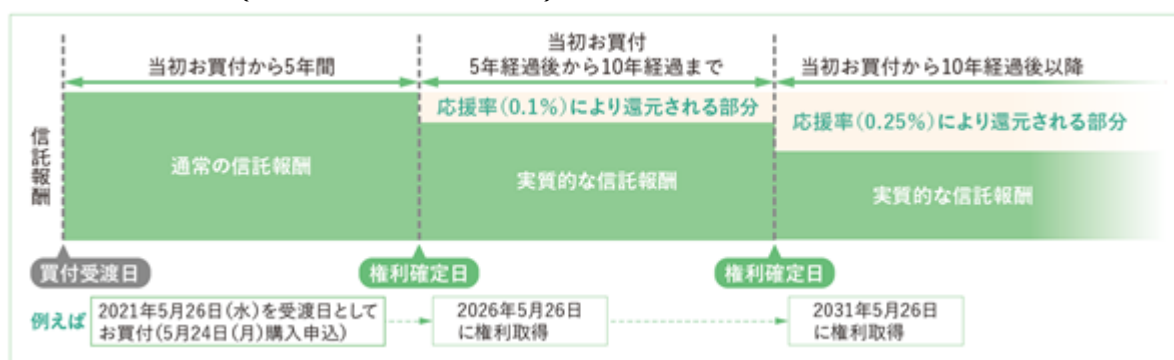 当初お買付から5年間
当初お買付
5年経過後から10年経過まで
当初お買付から10年経過後以降
信託報酬
通常の信託報酬
応援率(0.1%)により還元される部分
実質的な信託報酬
応援率(0.25%)により還元される部分
実質的な信託報酬
買付受渡日
権利確定日
権利確定日
例えば
2021年5月26日(水)を受渡日として
お買付(5月24日(月)購入申込)
2026年5月26日
に権利取得
2031年5月26日
に権利取得